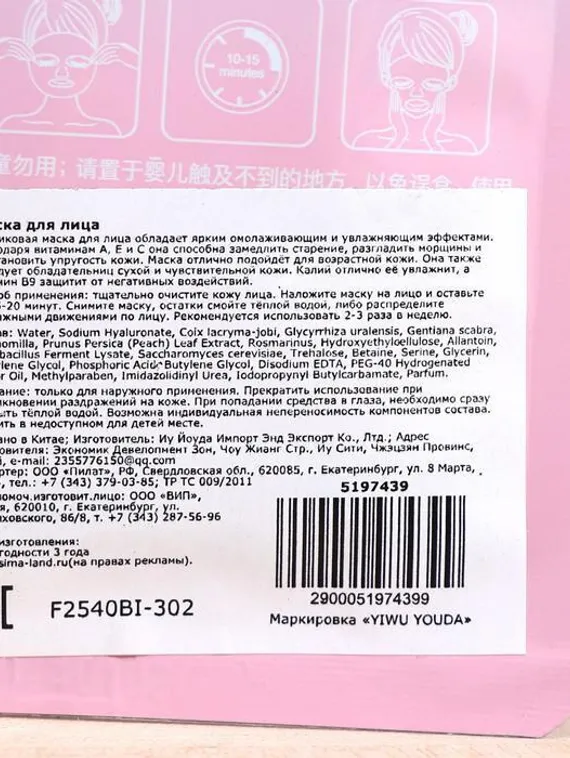 10-15
minutes
童勿用；请置于婴儿触及不到的地方，以免误食，使用
ска для лица
иковая маска для лица обладает ярким омолаживающим и увлажняющим эффектами.
одаря витаминам А, Е и С она способна замедлить старение, разгладить морщины и
тановить упругость кожи. Маска отлично подойдет для возрастной кожи. Она также
дует обладательниц сухой и чувствительной кожи. Калий отлично её увлажнит, а
мин В9 защитит от негативных воздействий.
об применения: тщательно очистите кожу лица. Наложите маску на лицо и оставьте
5-20 минут. Снимите маску, остатки смойте тёплой водой, либо распределите
ажными движениями по лицу. Рекомендуется использовать 2-3 раза в неделю.
в: Water, Sodium Hyaluronate, Coix lacryma-jobi, Glycyrrhiza uralensis, Gentiana scabra,
omilla, Prunus Persica (Peach) Leaf Extract, Rosmarinus, Hydroxyethyloellulose, Allantoin,
bacillus Ferment Lysate, Saccharomyces cerevisiae, Trehalose, Betaine, Serine, Glycerin,
lene Glycol, Phosphoric Acid, Butylene Glycol, Disodium EDTA, PEG-40 Hydrogenated
r Oil, Methylparaben, Imidazolidinyl Urea, Iodopropynyl Butylcarbamate, Parfum.
ание: только для наружного применения. Прекратить использование при
икновении раздражений на коже. При попадании средства в глаза, необходимо сразу
ыть тёплой водой. Возможна индивидуальная непереносимость компонентов состава.
ить в недоступном для детей месте.
ано в Китае; Изготовитель: Иу Йоуда Импорт Энд Экспорт Ко., Лтд.; Адрес
овителя: Экономик Девелопмент Зон, Чоу Жианг Стр., Иу Сити, Чжэцзян Провинс,
й, e-mail: 2355776150@qq.com
ортер: ООО «Пилат», РФ, Свердловская обл., 620085, г. Екатеринбург, ул. 8 Марта,
, тел.: +7 (343) 379-03-85; ТР ТС 009/2011
омоч.изготовит.лицо: ООО «ВИП»,
я, 620010, г. Екатеринбург, ул.
яховского, 86/8, т. +7 (343) 287-56-96
5197439
изготовления:
годности 3 года
sima-land.ru(на правах рекламы).
F2540BI-302
2900051974399
Маркировка «YIWU YOUDA»